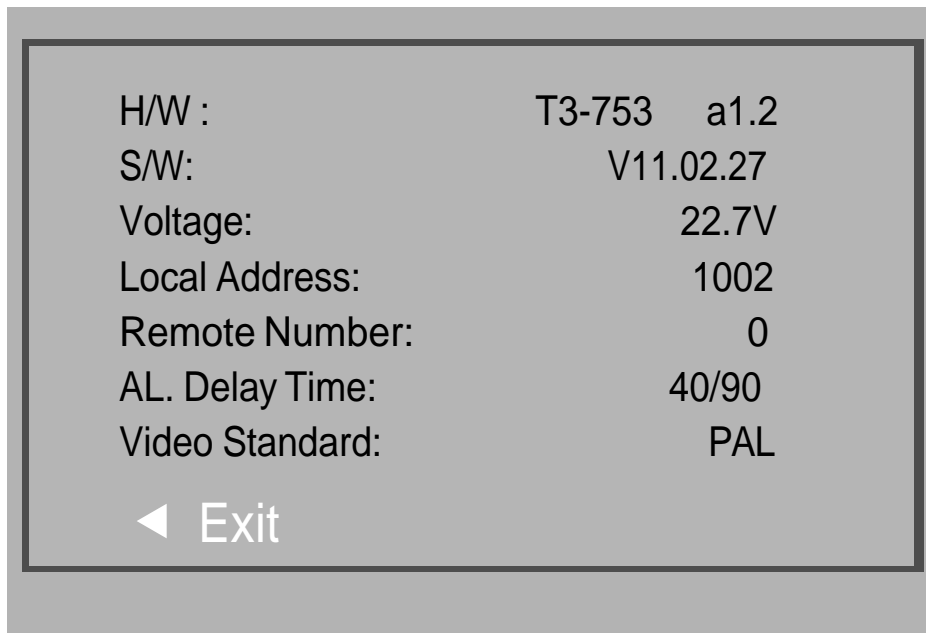 H/W : T3-753 a1.2
S/W: V11.02.27
Voltage: 22.7V
Local Address: 1002
Remote Number: 0
AL. Delay Time: 40/90
Video Standard: PAL
Exit